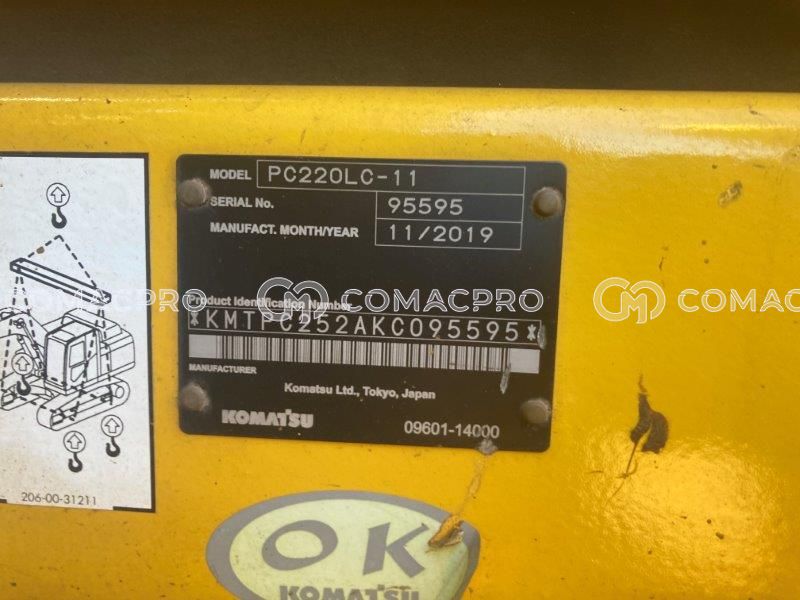 MODEL PC220LC-11
SERIAL No. 95595
MANUFACT. MONTH/YEAR 11/2019
Product Identification Number
*KMTPC252AKC095595*
MANUFACTURER
Komatsu Ltd., Tokyo, Japan
KOMATSU 09601-14000
206-00-31211
OK
KOMATSU
COMACPRO
COMACPRO
COMAC